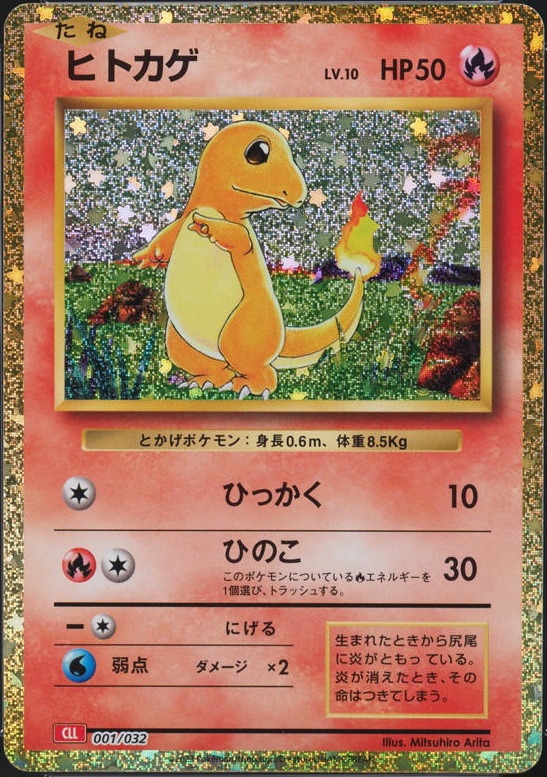 たね
ヒトカゲ LV.10 HP50
とかげポケモン：身長0.6m、体重8.5Kg
ひっかく 10
ひのこ 30
このポケモンについているエネルギーを
1個選び、トラッシュする。
にげる
弱点 ダメージ ×2
生まれたときから尻尾
に炎がともっている。
炎が消えたとき、その
命はつきてしまう。
CLL 001/032
Illus. Mitsuhiro Arita
©2023 Pokémon/Nintendo/Creatures/GAME FREAK